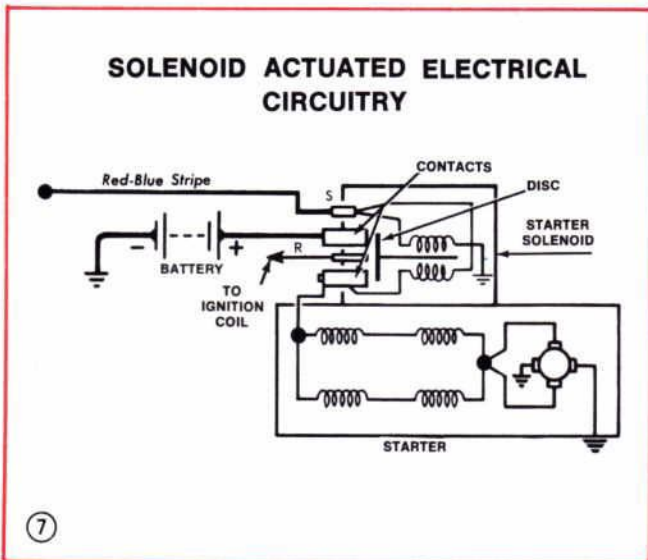 SOLENOID ACTUATED ELECTRICAL
CIRCUITRY
CONTACTS
Red-Blue Stripe
DISC
S
STARTER
SOLENOID
- +
R
BATTERY
TO
IGNITION
COIL
STARTER
7